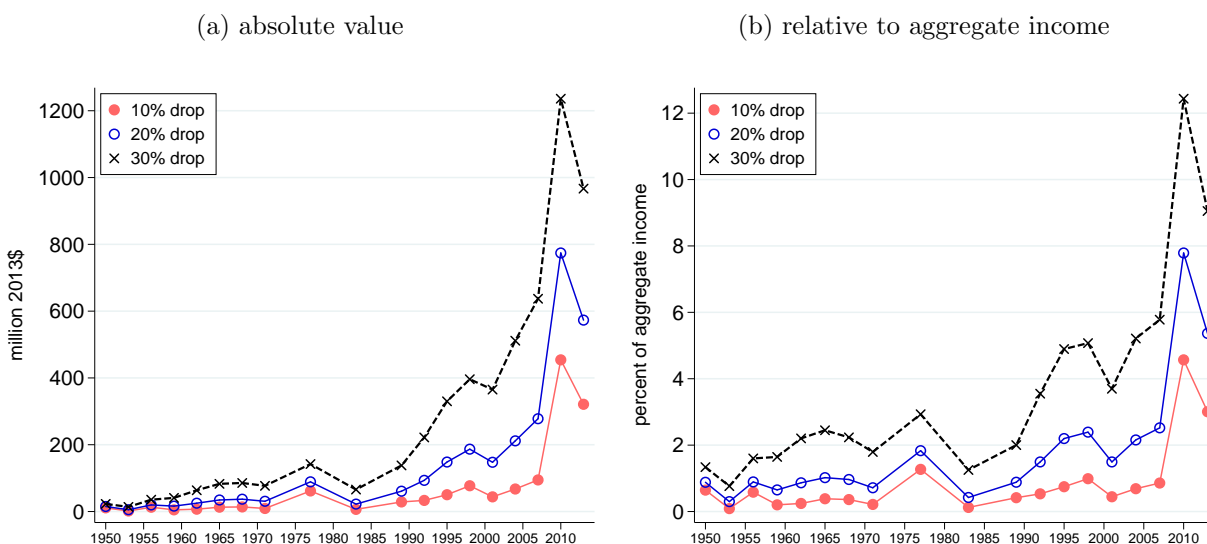 (a) absolute value
10% drop
20% drop
30% drop
million 2013$
1200
1000
800
600
400
200
0
1950 1955 1960 1965 1970 1975 1980 1985 1990 1995 2000 2005 2010
(b) relative to aggregate income
10% drop
20% drop
30% drop
percent of aggregate income
12
10
8
6
4
2
0
1950 1955 1960 1965 1970 1975 1980 1985 1990 1995 2000 2005 2010